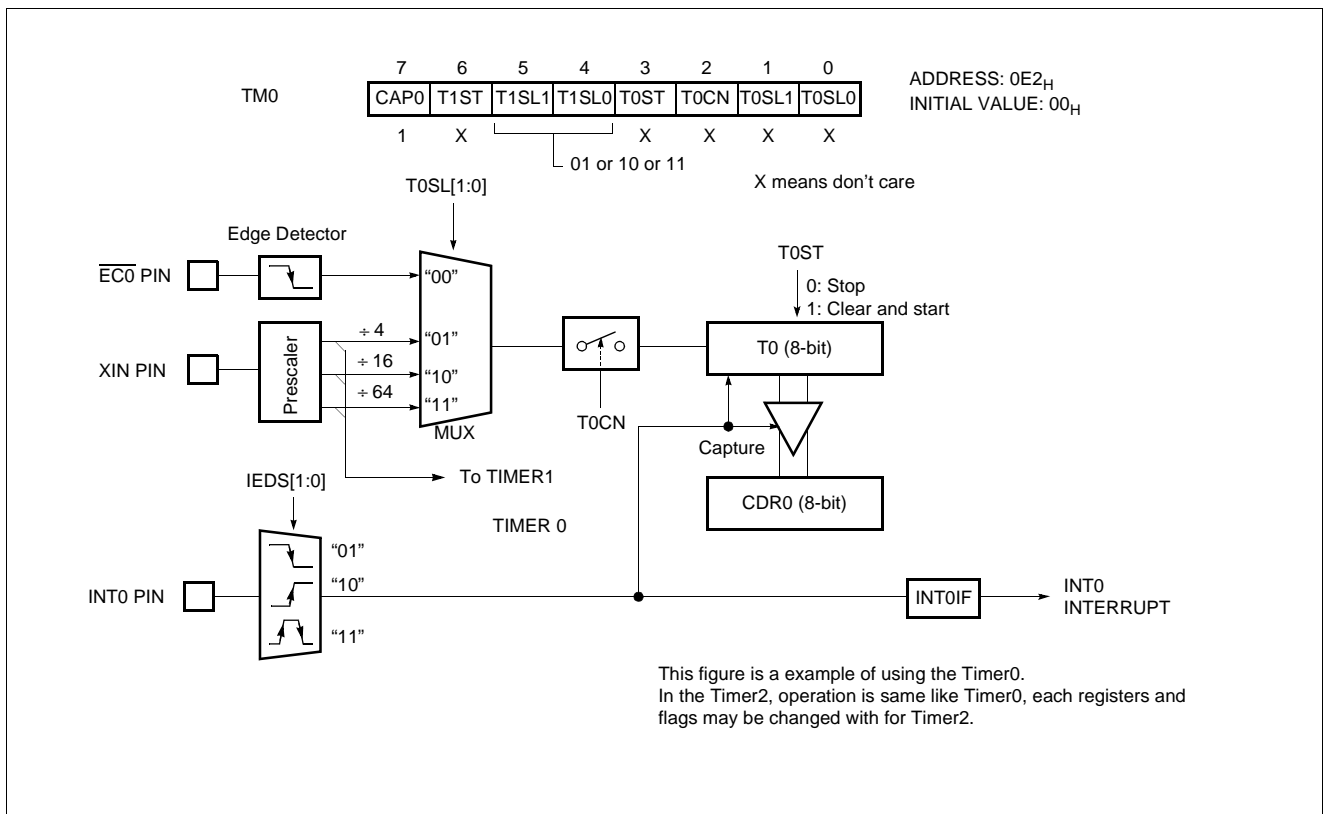 7 6 5 4 3 2 1 0
TM0 CAP0 T1ST T1SL1 T1SL0 T0ST T0CN T0SL1 T0SL0
ADDRESS: 0E2H
INITIAL VALUE: 00H
1 X X X X X
01 or 10 or 11
X means don't care
T0SL[1:0]
Edge Detector
EC0 PIN
“00”
T0ST
0: Stop
1: Clear and start
XIN PIN
Prescaler
÷ 4
“01”
÷ 16
“10”
÷ 64
“11”
MUX
T0CN
T0 (8-bit)
Capture
CDR0 (8-bit)
To TIMER1
TIMER 0
IEDS[1:0]
INT0 PIN
“01”
“10”
“11”
INT0IF
INT0
INTERRUPT
This figure is a example of using the Timer0.
In the Timer2, operation is same like Timer0, each registers and
flags may be changed with for Timer2.